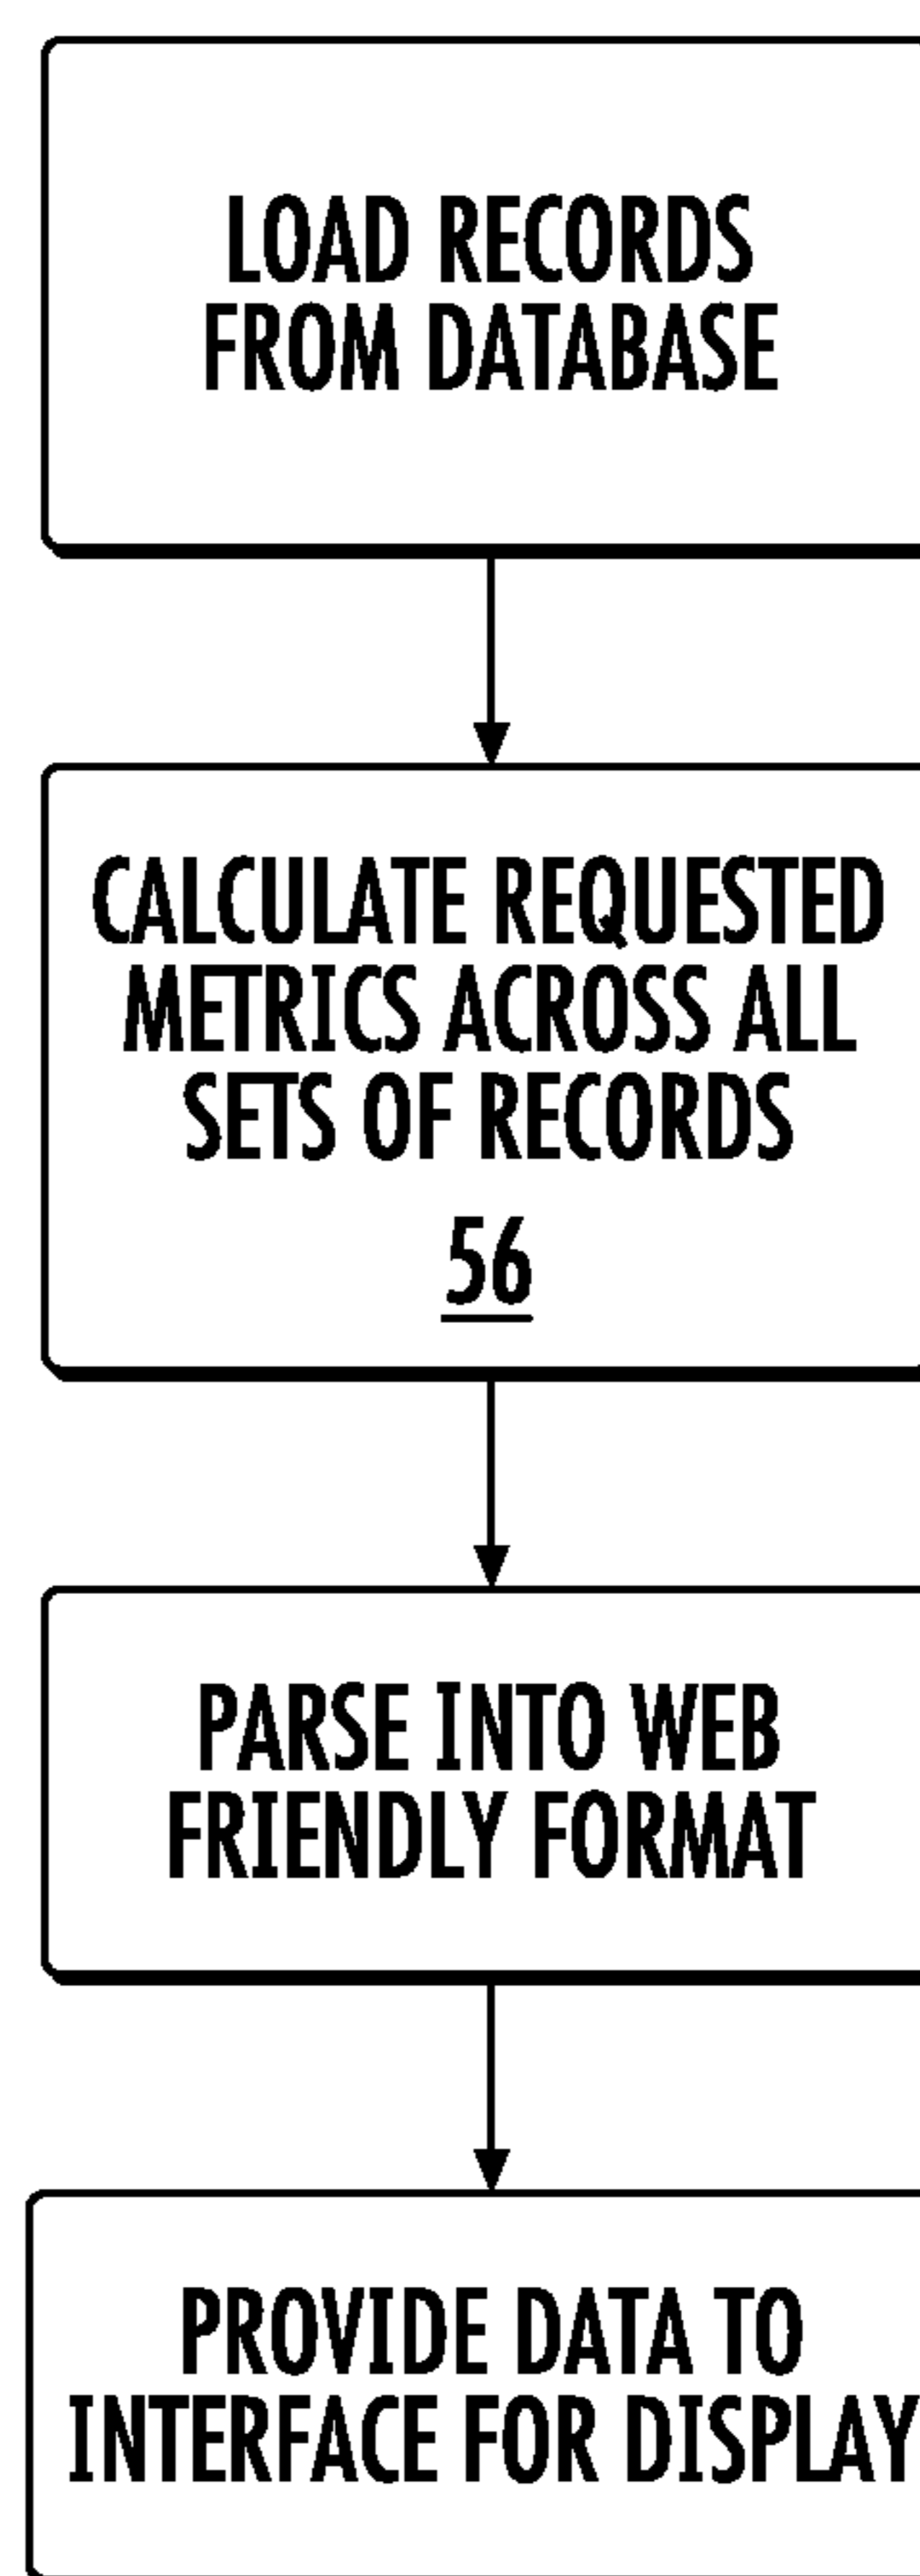 LOAD RECORDS
FROM DATABASE
CALCULATE REQUESTED
METRICS ACROSS ALL
SETS OF RECORDS
56
PARSE INTO WEB
FRIENDLY FORMAT
PROVIDE DATA TO
INTERFACE FOR DISPLAY